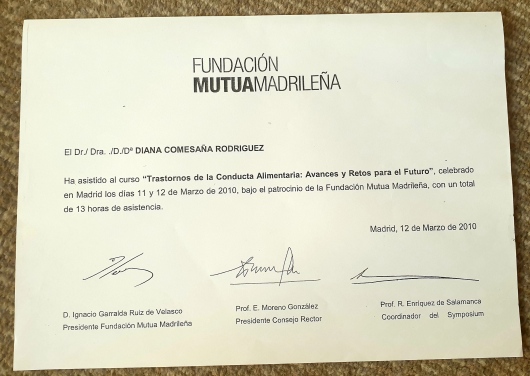 FUNDACIÓN
MUTUAMADRILEÑA
El Dr./ Dra. ./D./Dª DIANA COMESAÑA RODRIGUEZ
Ha asistido al curso "Trastornos de la Conducta Alimentaria: Avances y Retos para el Futuro", celebrado
en Madrid los días 11 y 12 de Marzo de 2010, bajo el patrocinio de la Fundación Mutua Madrileña, con un total
de 13 horas de asistencia.
Madrid, 12 de Marzo de 2010
D. Ignacio Garralda Ruiz de Velasco
Presidente Fundación Mutua Madrileña
Prof. E. Moreno González
Presidente Consejo Rector
Prof. R. Enríquez de Salamanca
Coordinador del Symposium